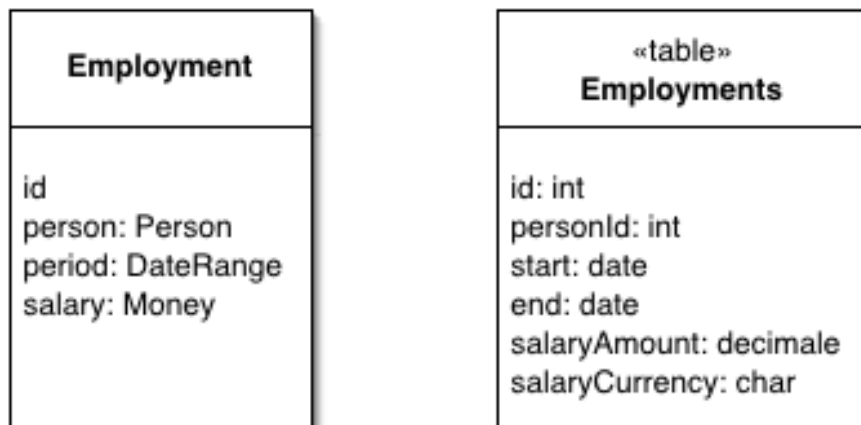 Employment
id
person: Person
period: DateRange
salary: Money
«table»
Employments
id: int
personId: int
start: date
end: date
salaryAmount: decimale
salaryCurrency: char